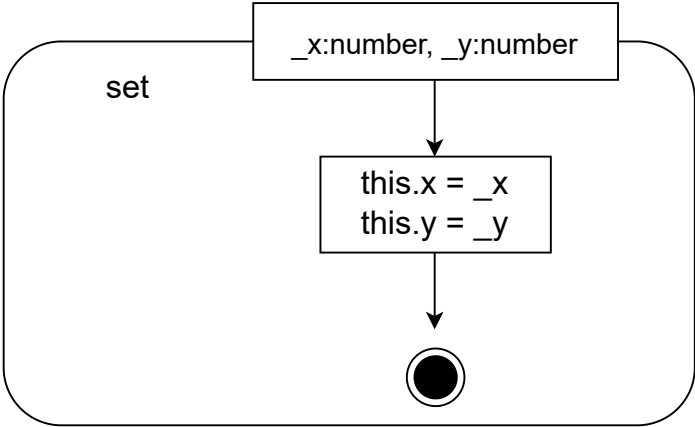 _x:number, _y:number
set
this.x = _x
this.y = _y